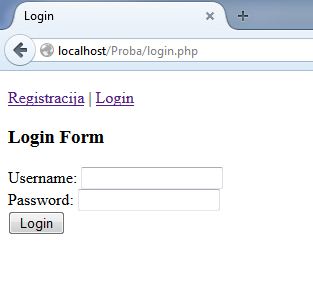 Login
localhost/Proba/login.php
Registracija | Login
Login Form
Username:
Password:
Login